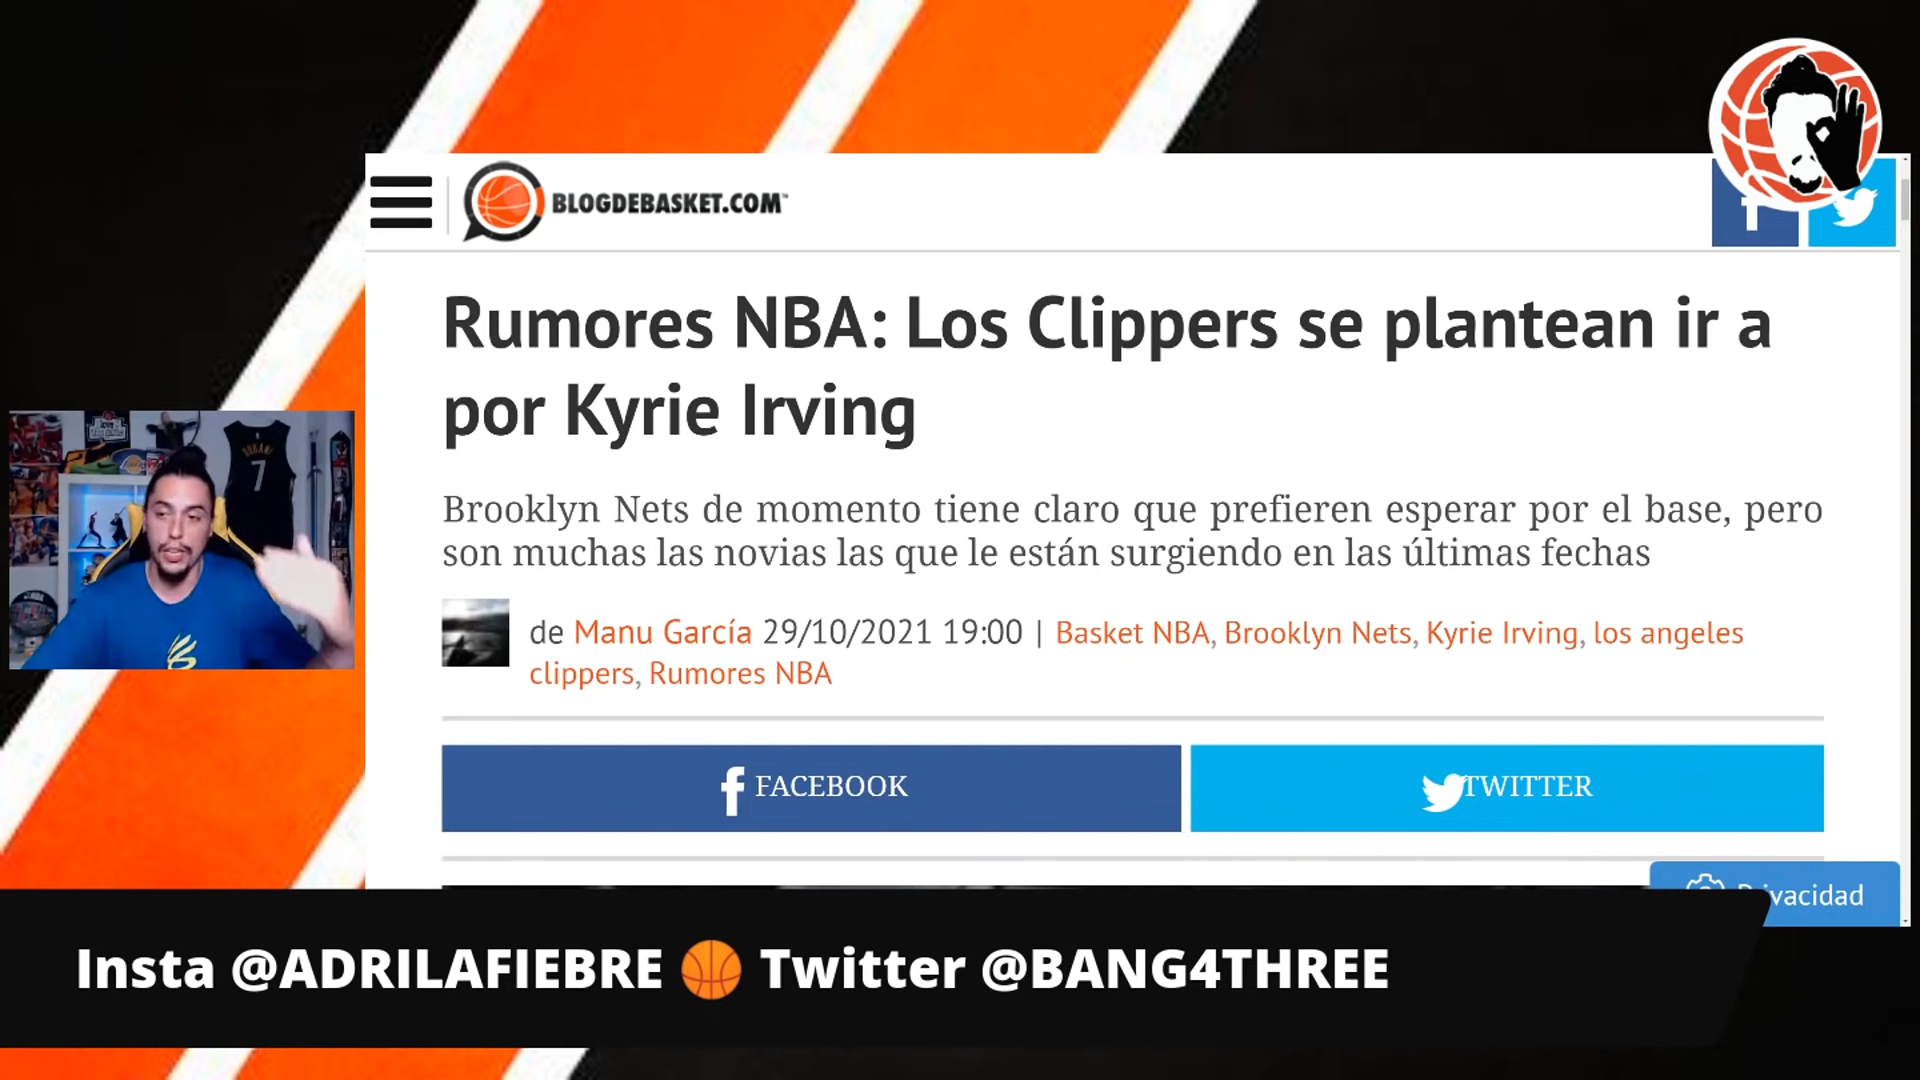 BLOGDEBASKET.COM™
Rumores NBA: Los Clippers se plantean ir a
por Kyrie Irving
Brooklyn Nets de momento tiene claro que prefieren esperar por el base, pero
son muchas las novias las que le están surgiendo en las últimas fechas
de Manu García 29/10/2021 19:00 | Basket NBA, Brooklyn Nets, Kyrie Irving, los angeles
clippers, Rumores NBA
FACEBOOK
TWITTER
Privacidad
7
Insta @ADRILAFIEBRE 🏀 Twitter @BANG4THREE